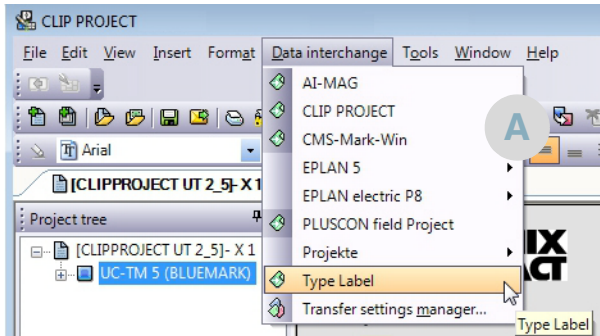 CLIP PROJECT
File Edit View Insert Format Data interchange Tools Window Help
AI-MAG
CLIP PROJECT
CMS-Mark-Win
A
Arial
EPLAN 5
[CLIPPROJECT UT 2_5]- X 1
EPLAN electric P8
Project tree
PLUSCON field Project
[CLIPPROJECT UT 2_5]- X 1
Projekte
IX
UC-TM 5 (BLUEMARK)
Type Label
ACT
Transfer settings manager...
Type Label